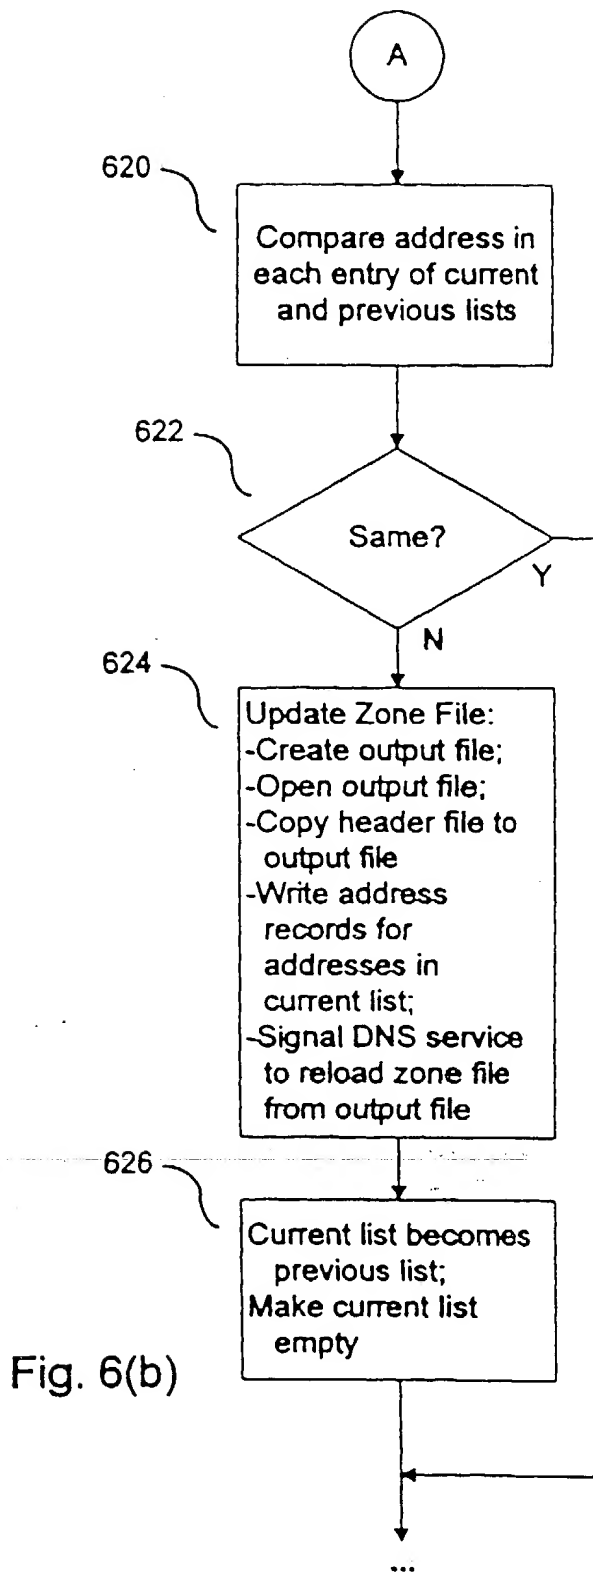 A
620
Compare address in
each entry of current
and previous lists
622
Same?
Y
N
624
Update Zone File:
-Create output file;
-Open output file;
-Copy header file to
output file
-Write address
records for
addresses in
current list;
-Signal DNS service
to reload zone file
from output file
626
Current list becomes
previous list;
Make current list
empty
Fig. 6(b)
...